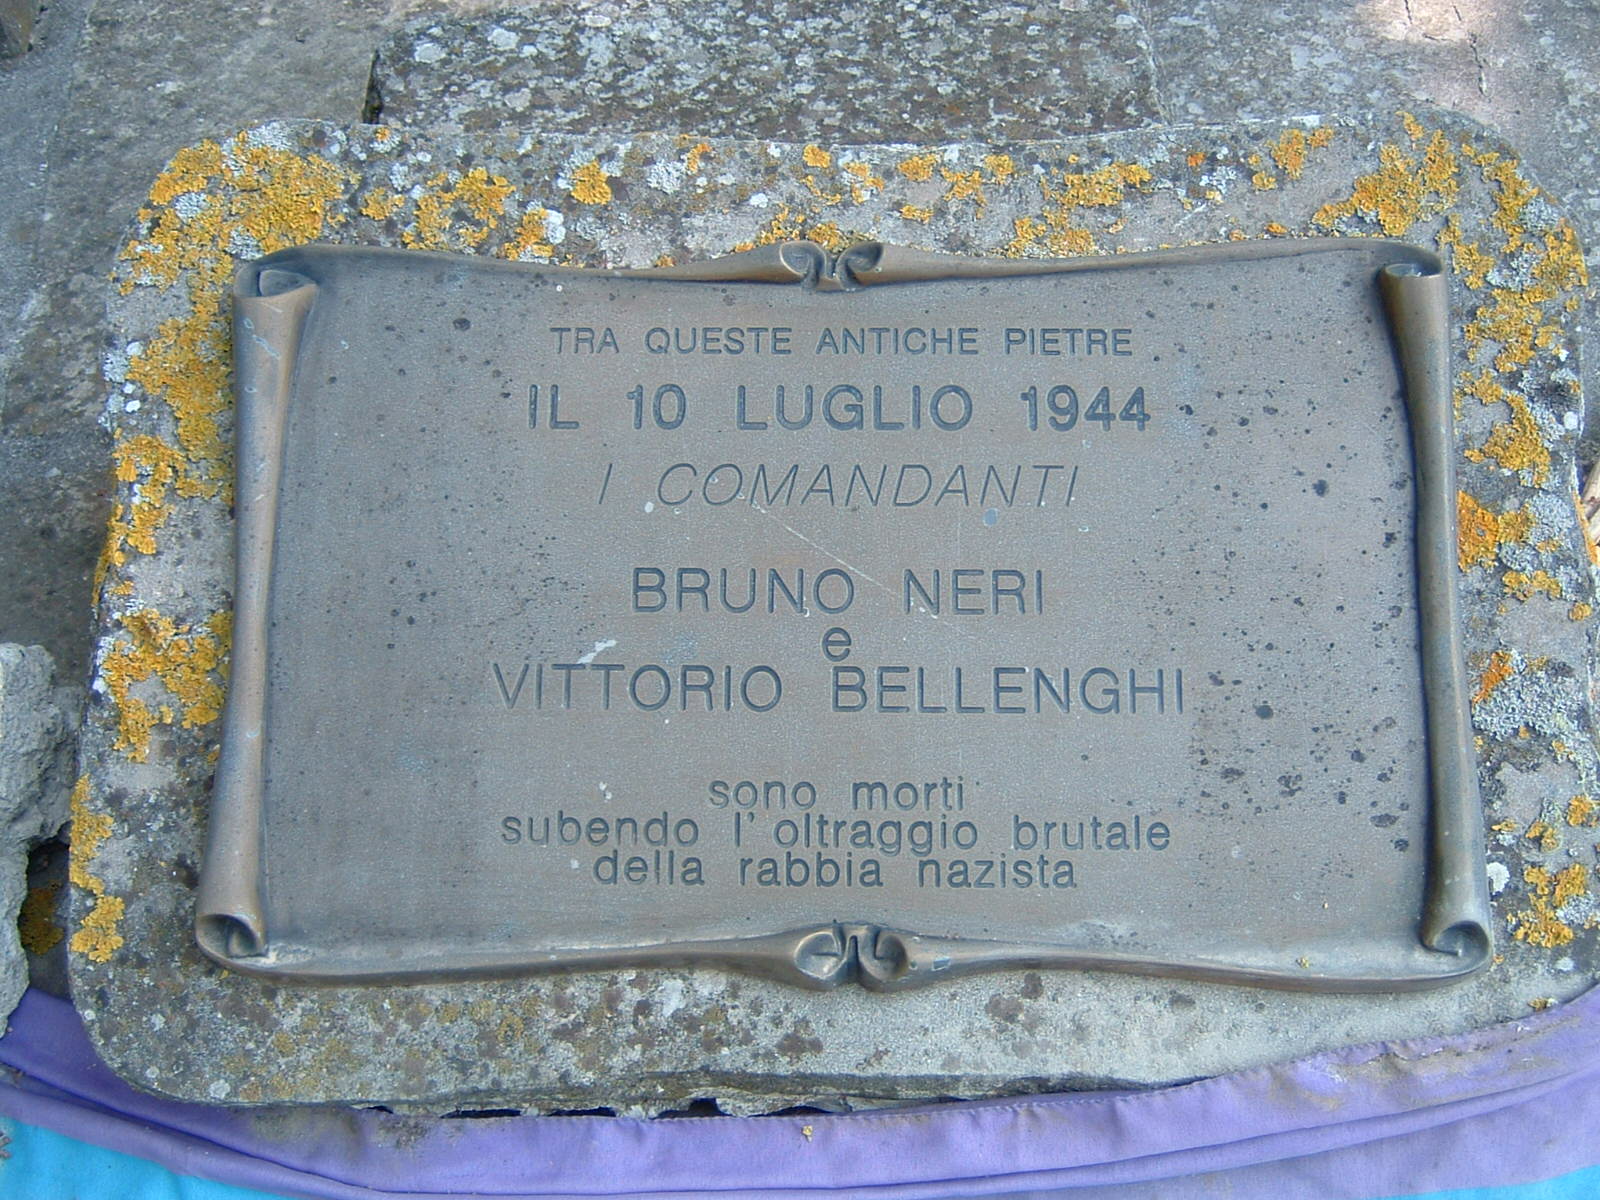 TRA QUESTE ANTICHE PIETRE
IL 10 LUGLIO 1944
I COMANDANTI
BRUNO NERI
e
VITTORIO BELLENGHI
sono morti
subendo l'oltraggio brutale
della rabbia nazista